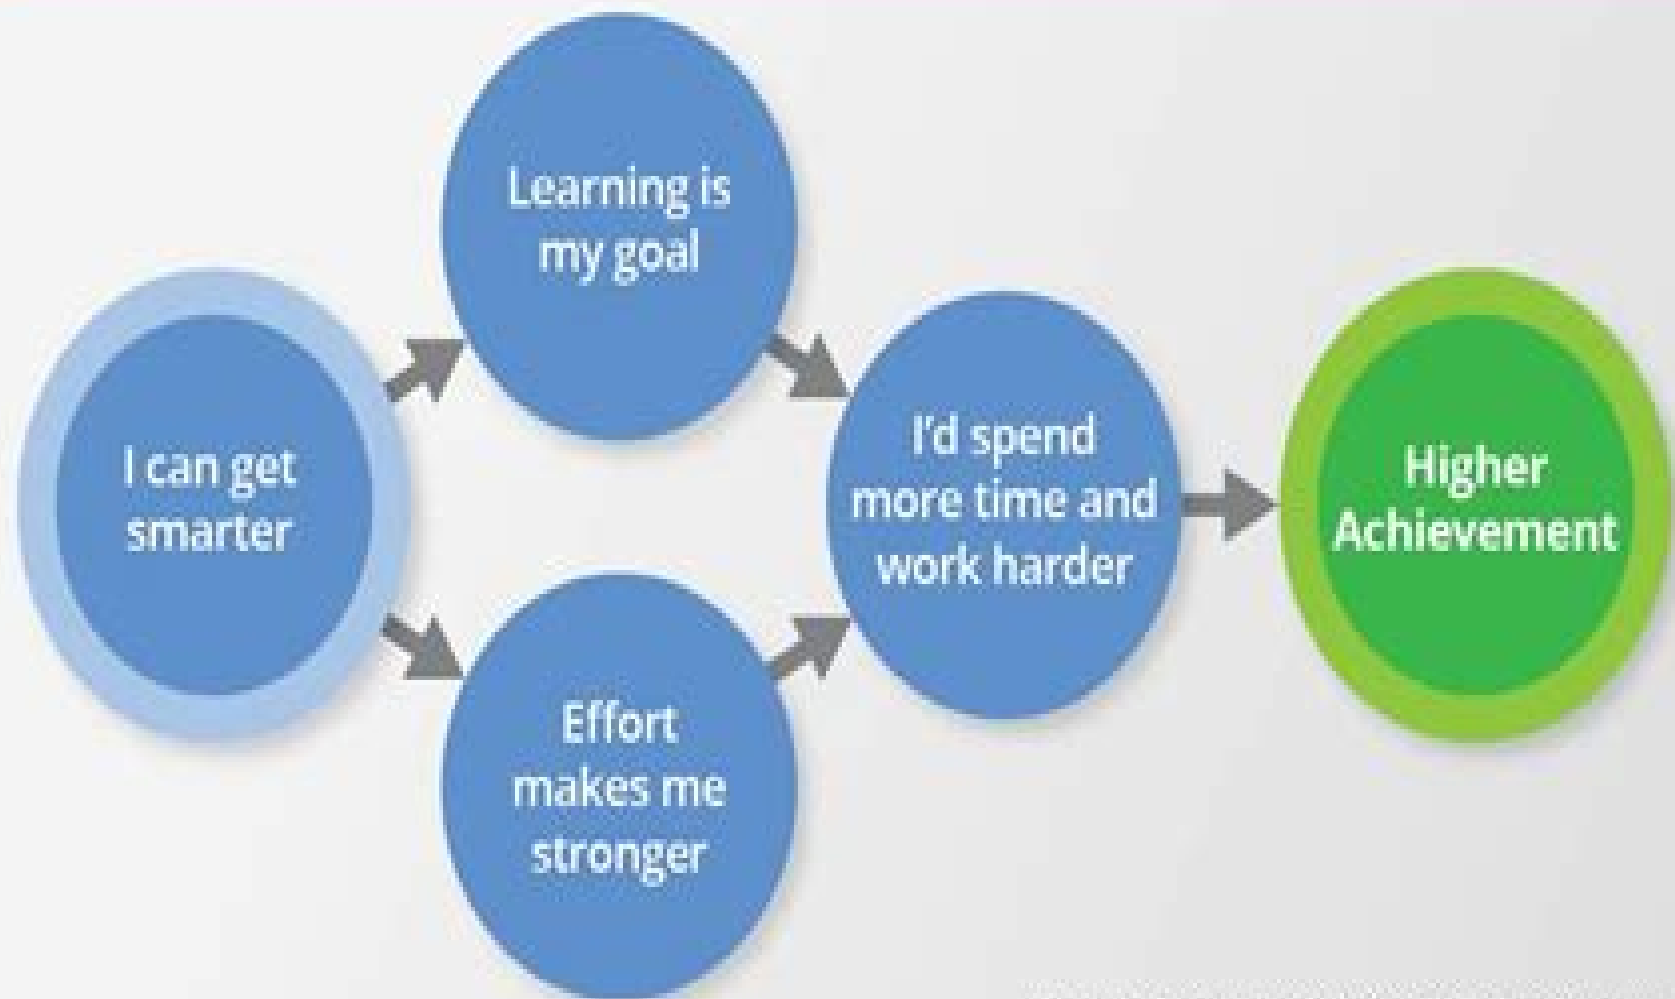 Learning is
my goal
I can get
smarter
I'd spend
more time and
work harder
Higher
Achievement
Effort
makes me
stronger